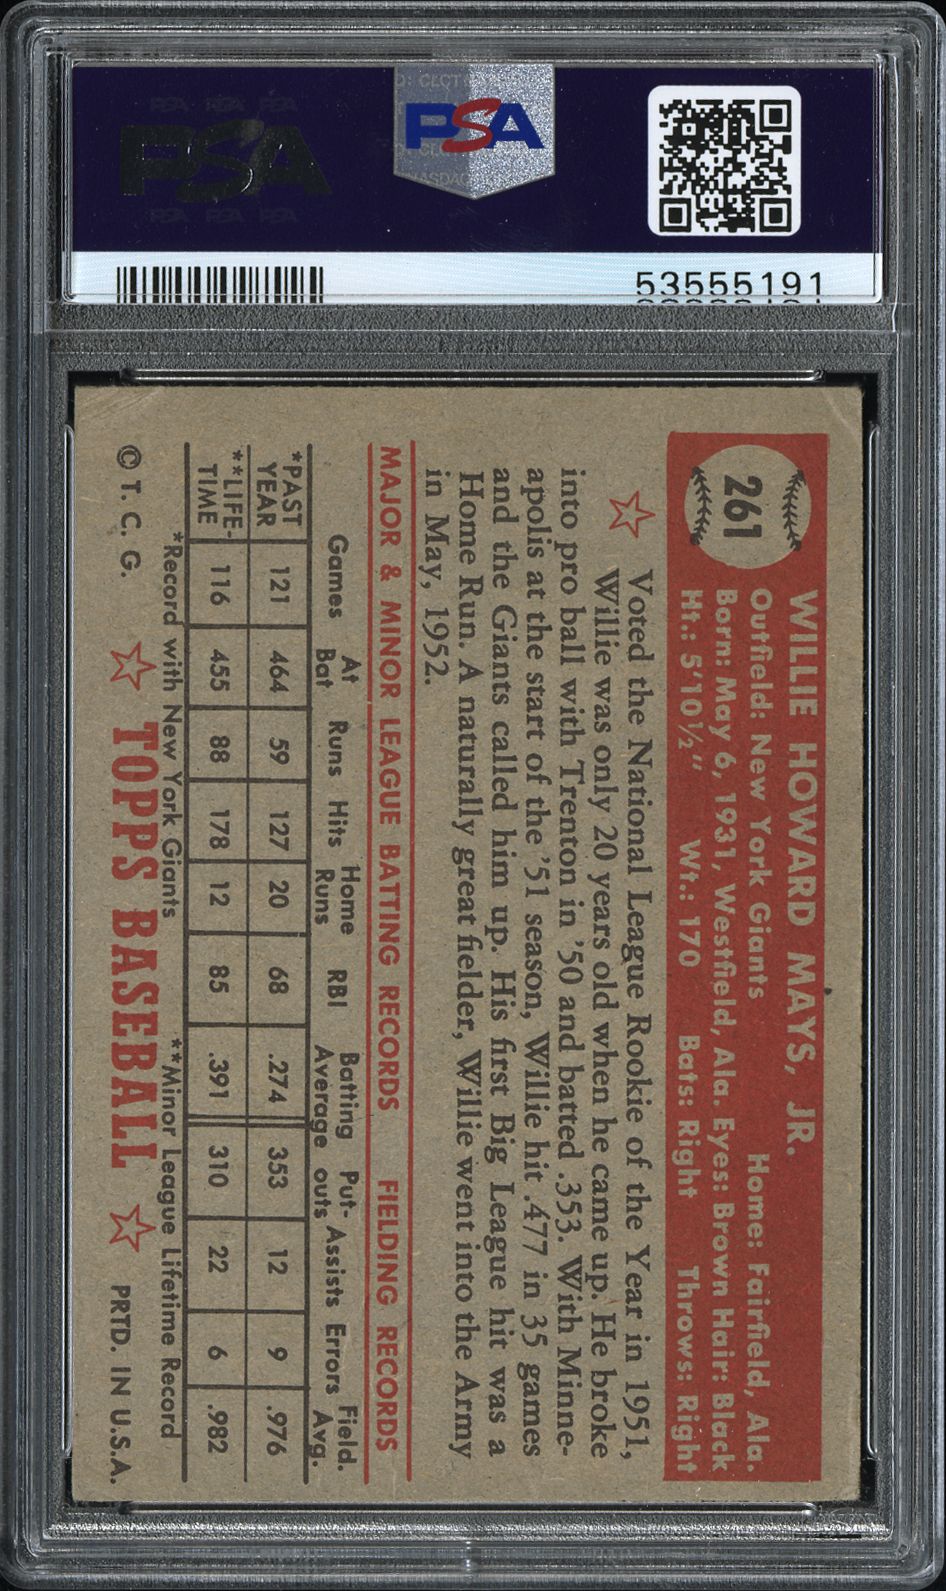 PSA PSA PSA
PSA
PSA PSA PSA
PSA
53555191
261
WILLIE HOWARD MAYS, JR.
Outfield: New York Giants Home: Fairfield, Ala.
Born: May 6, 1931, Westfield, Ala. Eyes: Brown Hair: Black
Ht.: 5'10½" Wt.: 170 Bats: Right Throws: Right
Voted the National League Rookie of the Year in 1951,
Willie was only 20 years old when he came up. He broke
into pro ball with Trenton in '50 and batted .353. With Minne-
apolis at the start of the '51 season, Willie hit .477 in 35 games
and the Giants called him up. His first Big League hit was a
Home Run. A naturally great fielder, Willie went into the Army
in May, 1952.
MAJOR & MINOR LEAGUE BATTING RECORDS FIELDING RECORDS
Games At Bat Runs Hits Home Runs RBI Batting Average Put-outs Assists Errors Field. Avg.
*PAST YEAR 121 464 59 127 20 68 .274 353 12 9 .976
**LIFE-TIME 116 455 88 178 12 85 .391 310 22 6 .982
*Record with New York Giants **Minor League Lifetime Record
© T. C. G. TOPPS BASEBALL PRTD. IN U.S.A.